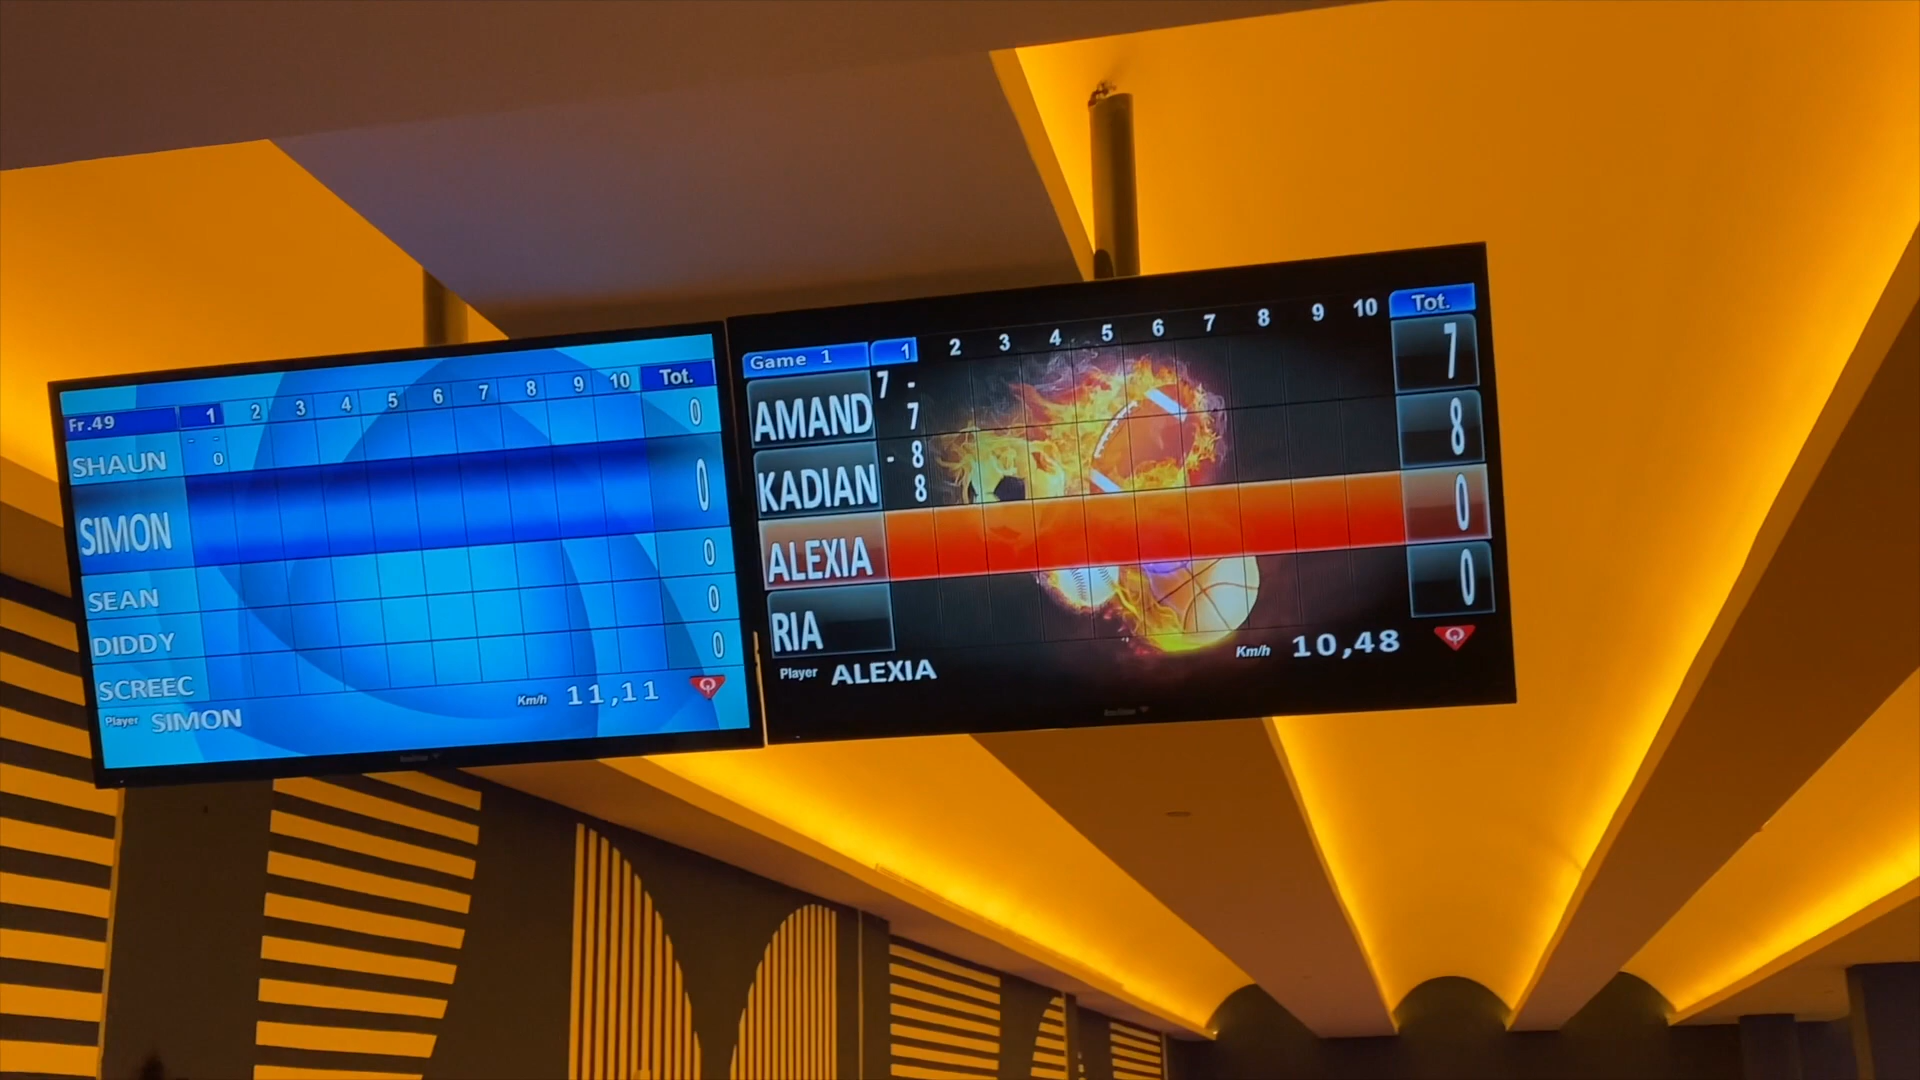 Fr.49 1 2 3 4 5 6 7 8 9 10 Tot.
SHAUN - - 0
0
SIMON 0
SEAN 0
DIDDY 0
SCREEC 0
Km/h 11,11
Player SIMON
Game 1 1 2 3 4 5 6 7 8 9 10 Tot.
AMAND 7 - 7
7
KADIAN - 8 8
8
ALEXIA 0
RIA 0
Player ALEXIA Km/h 10,48